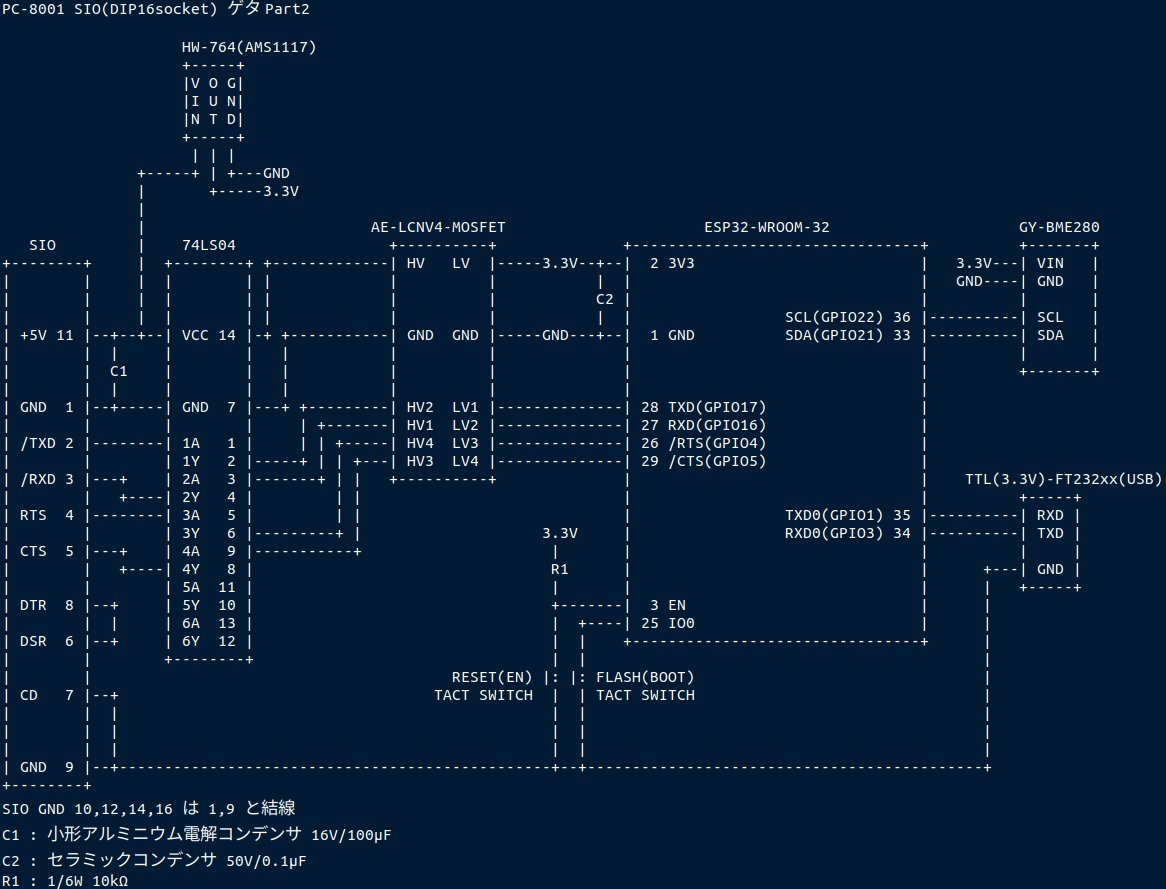 PC-8001 SIO(DIP16socket) ゲタ Part2
                    HW-764(AMS1117)
                    +-----+
                    |V O G|
                    |I U N|
                    |N T D|
                    +-----+
                     | | |
               +-----+ | +---GND
               |       +-----3.3V
               |
               |                         AE-LCNV4-MOSFET                      ESP32-WROOM-32                     GY-BME280
   SIO         |    74LS04                 +----------+              +--------------------------------+          +-------+
+--------+     |  +--------+ +-------------| HV   LV  |-----3.3V--+--|  2 3V3                         |   3.3V---| VIN   |
|        |     |  |        | |             |          |           |  |                                |   GND----| GND   |
|        |     |  |        | |             |          |           C2 |                                |          |       |
|        |     |  |        | |             |          |           |  |                 SCL(GPIO22) 36 |----------| SCL   |
| +5V 11 |--+--+--| VCC 14 |-+ +-----------| GND  GND |-----GND---+--|  1 GND          SDA(GPIO21) 33 |----------| SDA   |
|        |  |     |        |   |           |          |              |                                |          |       |
|        |  C1    |        |   |           |          |              |                                |          +-------+
|        |  |     |        |   |           |          |              |                                |
| GND  1 |--+-----| GND  7 |---+ +---------| HV2  LV1 |--------------| 28 TXD(GPIO17)                 |
|        |        |        |     | +-------| HV1  LV2 |--------------| 27 RXD(GPIO16)                 |
| /TXD 2 |--------| 1A   1 |     | | +-----| HV4  LV3 |--------------| 26 /RTS(GPIO4)                 |
|        |        | 1Y   2 |-----+ | | +---| HV3  LV4 |--------------| 29 /CTS(GPIO5)                 |
| /RXD 3 |---+    | 2A   3 |-------+ | |   +----------+              |                                |    TTL(3.3V)-FT232xx(USB)
|        |   +----| 2Y   4 |         | |                             |                                |          +-----+
| RTS  4 |--------| 3A   5 |         | |                             |                 TXD0(GPIO1) 35 |----------| RXD |
|        |        | 3Y   6 |---------+ |                    3.3V     |                 RXD0(GPIO3) 34 |----------| TXD |
| CTS  5 |---+    | 4A   9 |-----------+                     |       |                                |          |     |
|        |   +----| 4Y   8 |                                 R1      |                                |      +---| GND |
|        |        | 5A  11 |                                 |       |                                |      |   +-----+
| DTR  8 |--+     | 5Y  10 |                                 +-------|  3 EN                          |      |
|        |  |     | 6A  13 |                                 |  +----| 25 IO0                         |      |
| DSR  6 |--+     | 6Y  12 |                                 |  |    +--------------------------------+      |
|        |        +--------+                                 |  |                                            |
|        |                                        RESET(EN) |: |: FLASH(BOOT)                               |
| CD   7 |--+                                   TACT SWITCH  |  | TACT SWITCH                                |
|        |  |                                                |  |                                            |
|        |  |                                                |  |                                            |
|        |  |                                                |  |                                            |
| GND  9 |--+------------------------------------------------+--+--------------------------------------------+
+--------+
SIO GND 10,12,14,16 は 1,9 と結線
C1 : 小形アルミニウム電解コンデンサ 16V/100μF
C2 : セラミックコンデンサ 50V/0.1μF
R1 : 1/6W 10kΩ